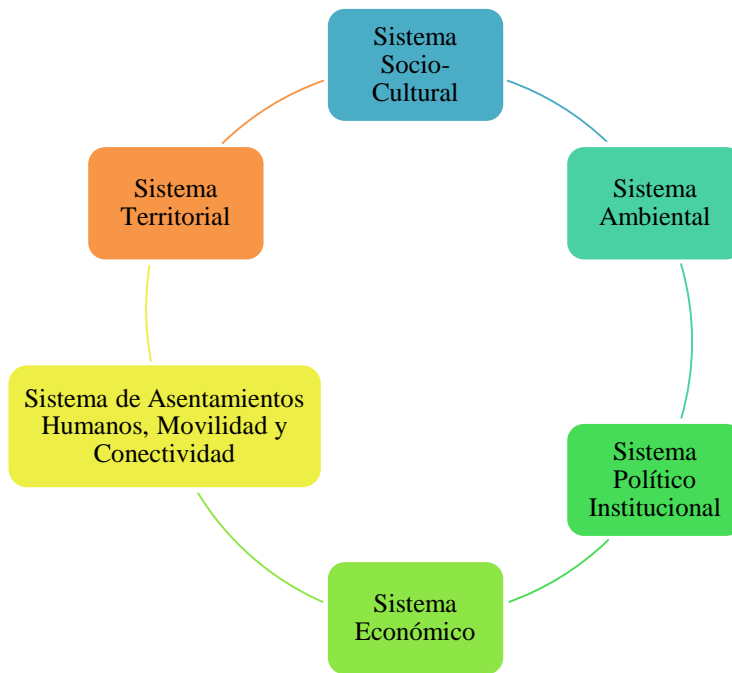 Sistema
Socio-
Cultural
Sistema
Ambiental
Sistema
Político
Institucional
Sistema
Económico
Sistema de Asentamientos
Humanos, Movilidad y
Conectividad
Sistema
Territorial